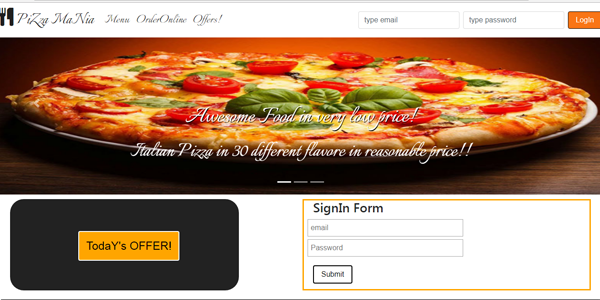 PiZza MaNia Menu OrderOnline Offers! type email type password LogIn
Awesome Food in very low price!
Italian Pizza in 30 different flavore in reasonable price!!
SignIn Form
email
TodaY's OFFER!
Password
Submit